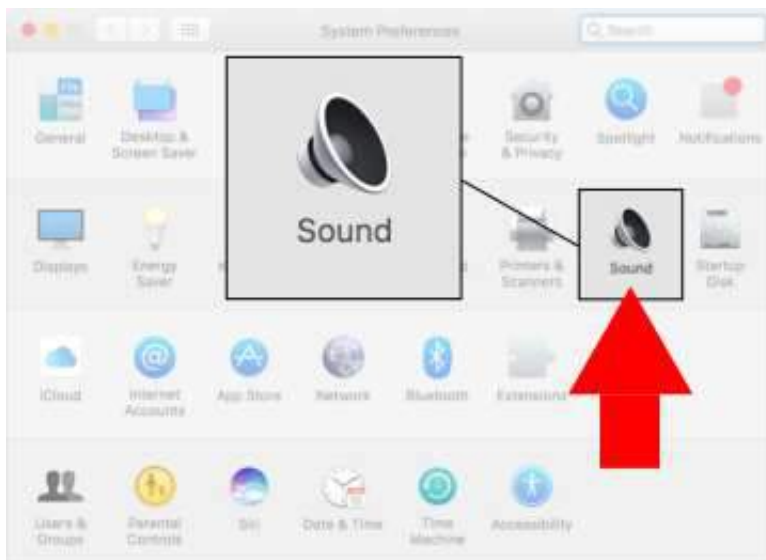 System Preferences
Search
General
Desktop &
Screen Saver
Security
& Privacy
Spotlight
Notifications
Sound
Displays
Energy
Saver
Printers &
Scanners
Sound
Startup
Disk
iCloud
Internet
Accounts
App Store
Network
Bluetooth
Extensions
Users &
Groups
Parental
Controls
Siri
Date & Time
Time
Machine
Accessibility